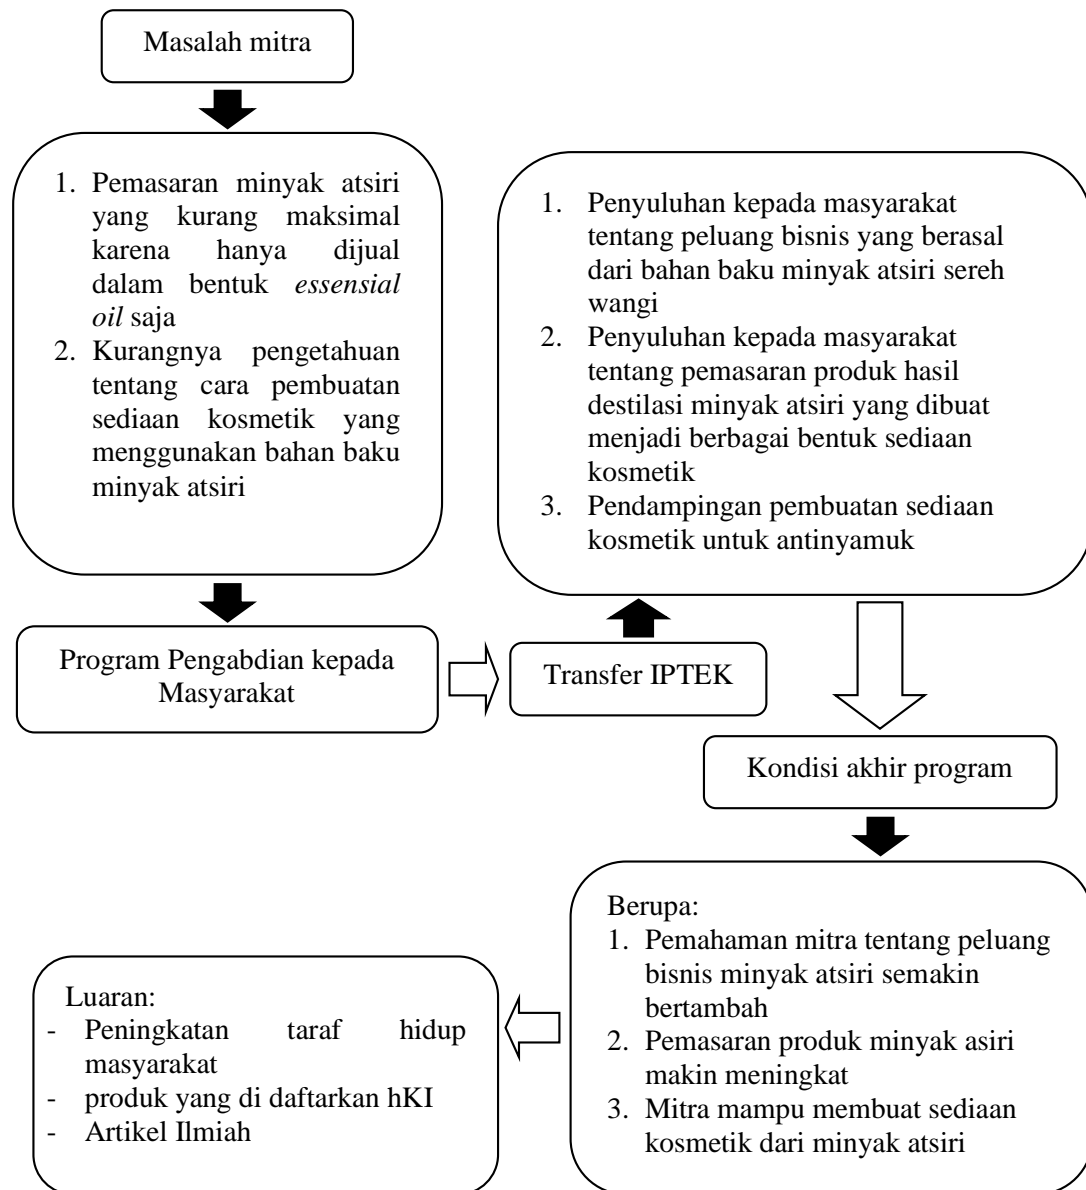 Masalah mitra
1. Pemasaran minyak atsiri
yang kurang maksimal
karena hanya dijual
dalam bentuk essensial
oil saja
2. Kurangnya pengetahuan
tentang cara pembuatan
sediaan kosmetik yang
menggunakan bahan baku
minyak atsiri
Program Pengabdian kepada
Masyarakat
Transfer IPTEK
1. Penyuluhan kepada masyarakat
tentang peluang bisnis yang berasal
dari bahan baku minyak atsiri sereh
wangi
2. Penyuluhan kepada masyarakat
tentang pemasaran produk hasil
destilasi minyak atsiri yang dibuat
menjadi berbagai bentuk sediaan
kosmetik
3. Pendampingan pembuatan sediaan
kosmetik untuk antinyamuk
Kondisi akhir program
Berupa:
1. Pemahaman mitra tentang peluang
bisnis minyak atsiri semakin
bertambah
2. Pemasaran produk minyak asiri
makin meningkat
3. Mitra mampu membuat sediaan
kosmetik dari minyak atsiri
Luaran:
- Peningkatan taraf hidup
masyarakat
- produk yang di daftarkan hKI
- Artikel Ilmiah